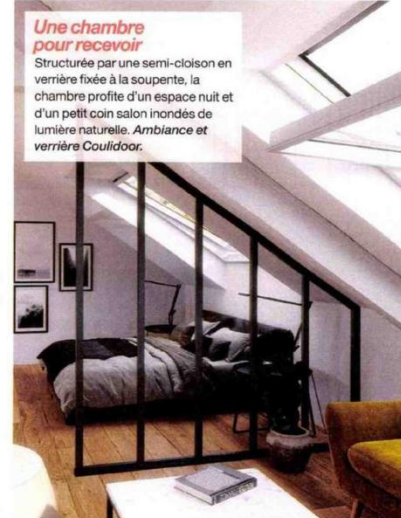 Une chambre
pour recevoir
Structurée par une semi-cloison en
verrière fixée à la soupente, la
chambre profite d'un espace nuit et
d'un petit coin salon inondés de
lumière naturelle. Ambiance et
verrière Coulidoor.